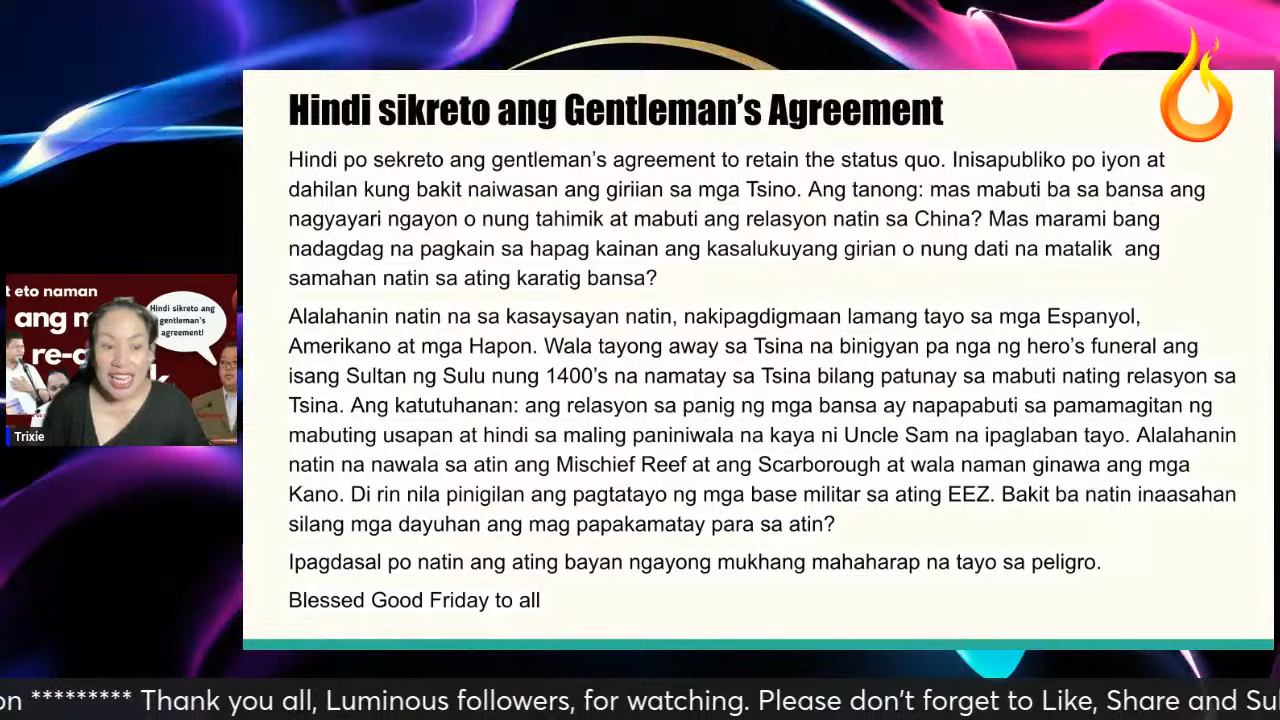 Hindi sikreto ang Gentleman's Agreement
Hindi po sekreto ang gentleman's agreement to retain the status quo. Inisapubliko po iyon at
dahilan kung bakit naiwasan ang giriian sa mga Tsino. Ang tanong: mas mabuti ba sa bansa ang
nagyayari ngayon o nung tahimik at mabuti ang relasyon natin sa China? Mas marami bang
nadagdag na pagkain sa hapag kainan ang kasalukuyang girian o nung dati na matalik  ang
samahan natin sa ating karatig bansa?
Alalahanin natin na sa kasaysayan natin, nakipagdigmaan lamang tayo sa mga Espanyol,
Amerikano at mga Hapon. Wala tayong away sa Tsina na binigyan pa nga ng hero's funeral ang
isang Sultan ng Sulu nung 1400's na namatay sa Tsina bilang patunay sa mabuti nating relasyon sa
Tsina. Ang katutuhanan: ang relasyon sa panig ng mga bansa ay napapabuti sa pamamagitan ng
mabuting usapan at hindi sa maling paniniwala na kaya ni Uncle Sam na ipaglaban tayo. Alalahanin
natin na nawala sa atin ang Mischief Reef at ang Scarborough at wala naman ginawa ang mga
Kano. Di rin nila pinigilan ang pagtatayo ng mga base militar sa ating EEZ. Bakit ba natin inaasahan
silang mga dayuhan ang mag papakamatay para sa atin?
Ipagdasal po natin ang ating bayan ngayong mukhang mahaharap na tayo sa peligro.
Blessed Good Friday to all
t eto naman
ang m
re-
Hindi sikreto ang
gentleman's
agreement!
Trixie
on ********* Thank you all, Luminous followers, for watching. Please don't forget to Like, Share and Su